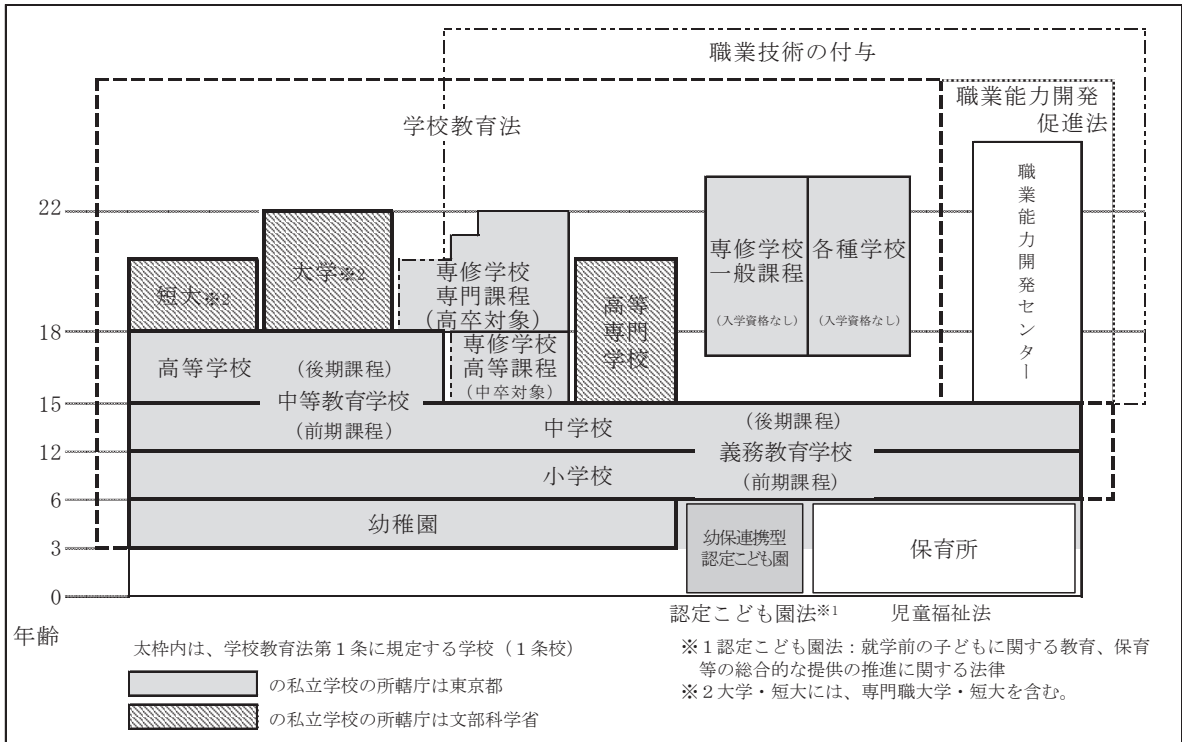 職業技術の付与
職業能力開発
促進法
学校教育法
職業能力開発センター
22
短大※2
大学※2
専修学校
専門課程
(高卒対象)
高等
専門
学校
専修学校
一般課程
(入学資格なし)
各種学校
(入学資格なし)
18
高等学校
(後期課程)
中等教育学校
(前期課程)
専修学校
高等課程
(中卒対象)
15
中学校
(後期課程)
義務教育学校
(前期課程)
12
小学校
6
幼稚園
幼保連携型
認定こども園
保育所
3
0
認定こども園法※1
児童福祉法
年齢
太枠内は、学校教育法第1条に規定する学校(1条校)
の私立学校の所轄庁は東京都
の私立学校の所轄庁は文部科学省
※1認定こども園法:就学前の子どもに関する教育、保育
等の総合的な提供の推進に関する法律
※2大学・短大には、専門職大学・短大を含む。